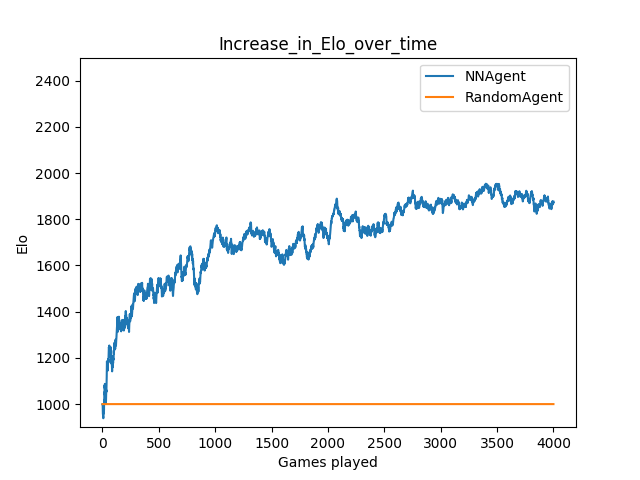 Increase_in_Elo_over_time
NNAgent
RandomAgent
2400
2200
2000
1800
1600
1400
1200
1000
Elo
0 500 1000 1500 2000 2500 3000 3500 4000
Games played